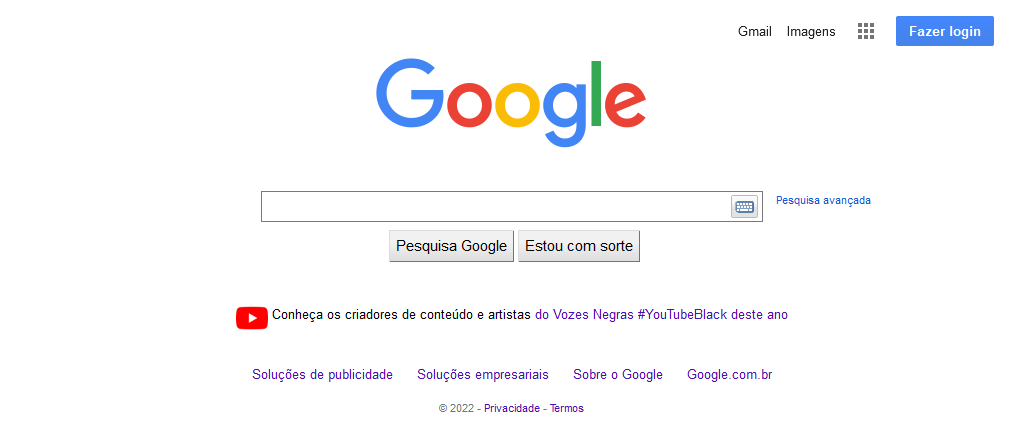 Gmail Imagens Fazer login
Google
Pesquisa avançada
Pesquisa Google Estou com sorte
Conheça os criadores de conteúdo e artistas do Vozes Negras #YouTubeBlack deste ano
Soluções de publicidade Soluções empresariais Sobre o Google Google.com.br
© 2022 - Privacidade - Termos